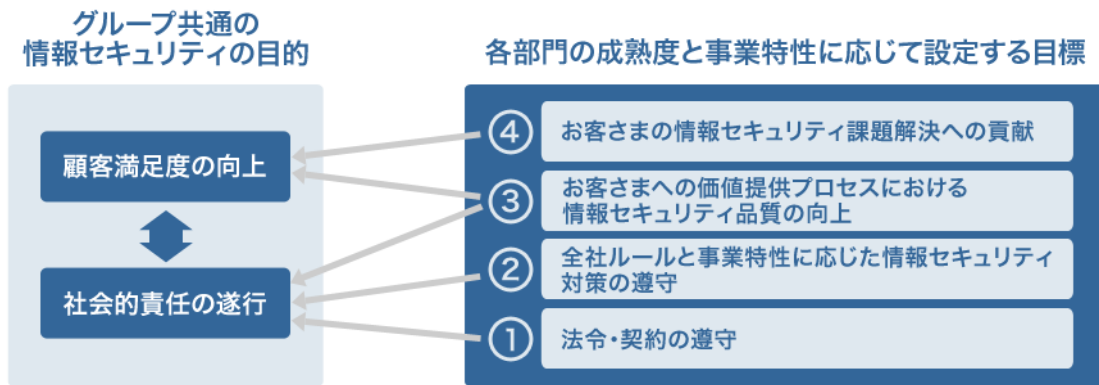 グループ共通の
情報セキュリティの目的
各部門の成熟度と事業特性に応じて設定する目標
顧客満足度の向上
社会的責任の遂行
④ お客さまの情報セキュリティ課題解決への貢献
③ お客さまへの価値提供プロセスにおける
情報セキュリティ品質の向上
② 全社ルールと事業特性に応じた情報セキュリティ
対策の遵守
① 法令・契約の遵守